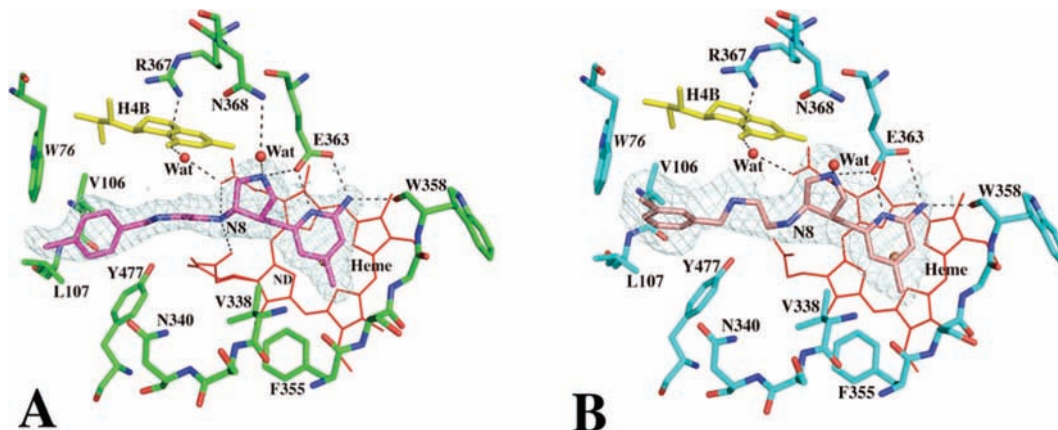 R367
H4B
N368
E363
W76
Wat
Wat
V106
W358
N8
L107
Y477
ND
Heme
V338
N340
F355
A
R367
H4B
N368
E363
W76
Wat
Wat
V106
W358
N8
L107
Y477
Heme
V338
N340
F355
B